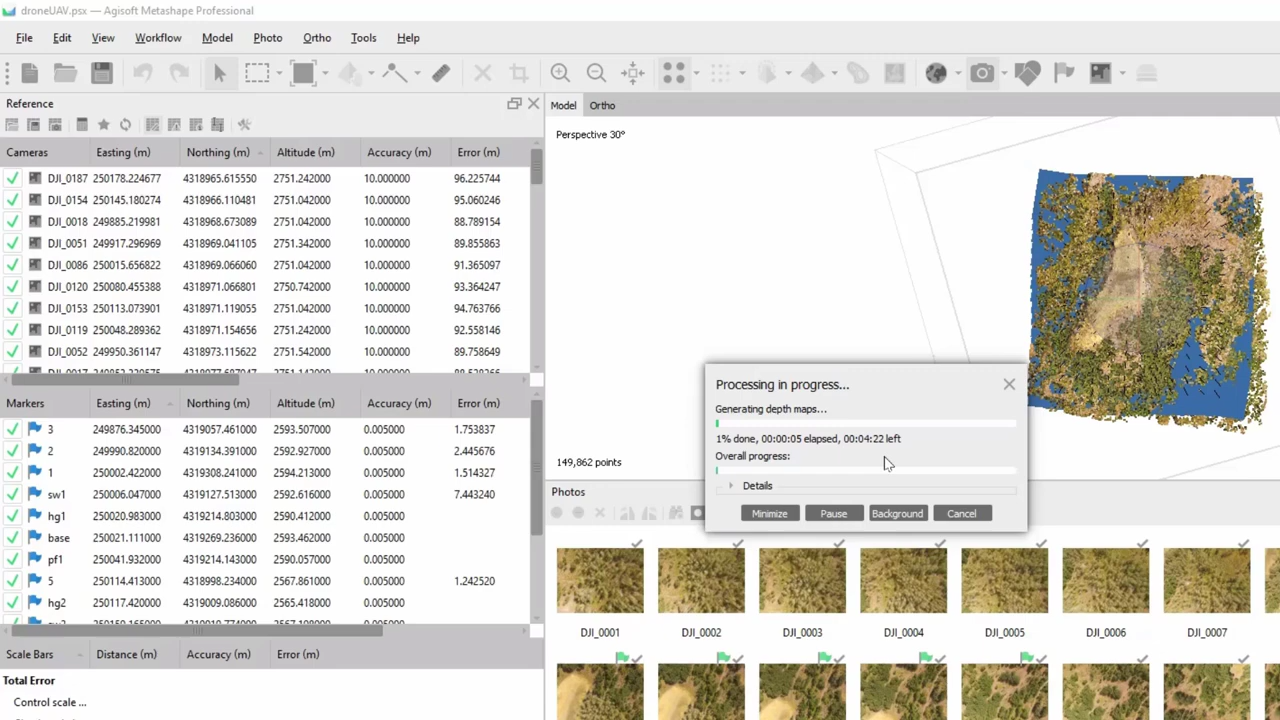 droneUAV.psx — Agisoft Metashape Professional
File Edit View Workflow Model Photo Ortho Tools Help
Reference
Cameras Easting (m) Northing (m) Altitude (m) Accuracy (m) Error (m)
DJI_0187 250178.224677 4318965.615550 2751.242000 10.000000 96.225744
DJI_0154 250145.180274 4318966.110481 2751.042000 10.000000 95.060246
DJI_0018 249885.219981 4318968.673089 2751.042000 10.000000 88.789154
DJI_0051 249917.296969 4318969.041105 2751.342000 10.000000 89.855863
DJI_0086 250015.656822 4318969.066060 2751.042000 10.000000 91.365097
DJI_0120 250080.455388 4318971.066801 2750.742000 10.000000 93.364247
DJI_0153 250113.073901 4318971.119055 2751.042000 10.000000 94.763766
DJI_0119 250048.289362 4318971.154656 2751.242000 10.000000 92.558146
DJI_0052 249950.361147 4318973.115622 2751.542000 10.000000 89.758649
Markers Easting (m) Northing (m) Altitude (m) Accuracy (m) Error (m)
3 249876.345000 4319057.461000 2593.507000 0.005000 1.753837
2 249990.820000 4319134.391000 2592.627000 0.005000 2.445676
1 250002.422000 4319308.241000 2594.213000 0.005000 1.514327
sw1 250006.047000 4319127.513000 2592.616000 0.005000 7.443240
hg1 250020.983000 4319214.803000 2590.412000 0.005000
base 250021.111000 4319269.236000 2593.462000 0.005000
pf1 250041.932000 4319214.429000 2590.057000 0.005000
5 250114.413000 4318998.234000 2567.861000 0.005000 1.242520
hg2 250117.420000 4319009.086000 2565.418000 0.005000
Scale Bars Distance (m) Accuracy (m) Error (m)
Total Error
Control scale ...
Model Ortho
Perspective 30°
149,862 points
Processing in progress...
Generating depth maps...
1% done, 00:00:05 elapsed, 00:04:22 left
Overall progress:
Details
Minimize Pause Background Cancel
Photos
DJI_0001 DJI_0002 DJI_0003 DJI_0004 DJI_0005 DJI_0006 DJI_0007